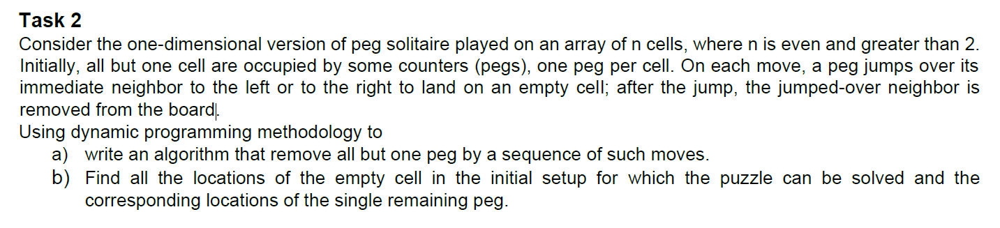 Task 2
Consider the one-dimensional version of peg solitaire played on an array of n cells, where n is even and greater than 2.
Initially, all but one cell are occupied by some counters (pegs), one peg per cell. On each move, a peg jumps over its
immediate neighbor to the left or to the right to land on an empty cell; after the jump, the jumped-over neighbor is
removed from the board.
Using dynamic programming methodology to
a) write an algorithm that remove all but one peg by a sequence of such moves.
b) Find all the locations of the empty cell in the initial setup for which the puzzle can be solved and the
corresponding locations of the single remaining peg.